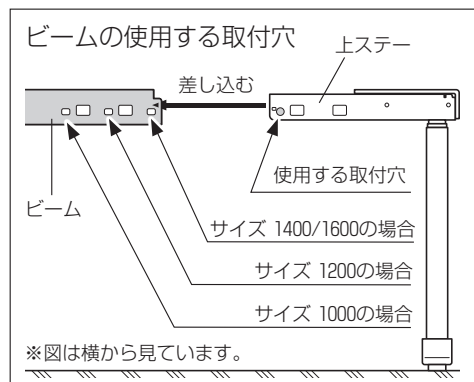 ビームの使用する取付穴
上ステー
差し込む
使用する取付穴
ビーム
サイズ 1400/1600の場合
サイズ 1200の場合
サイズ 1000の場合
※図は横から見ています。